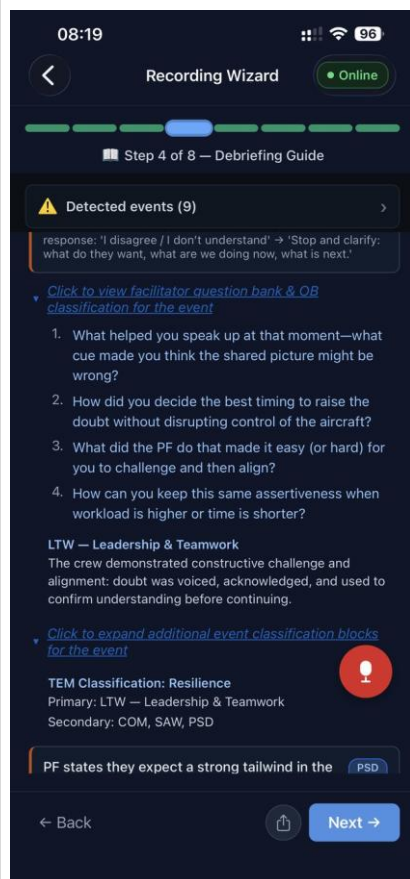 08:19
96
Recording Wizard
Online
Step 4 of 8 — Debriefing Guide
Detected events (9)
response: 'I disagree / I don't understand' → 'Stop and clarify:
what do they want, what are we doing now, what is next.'
Click to view facilitator question bank & OB
classification for the event
1. What helped you speak up at that moment—what
cue made you think the shared picture might be
wrong?
2. How did you decide the best timing to raise the
doubt without disrupting control of the aircraft?
3. What did the PF do that made it easy (or hard) for
you to challenge and then align?
4. How can you keep this same assertiveness when
workload is higher or time is shorter?
LTW — Leadership & Teamwork
The crew demonstrated constructive challenge and
alignment: doubt was voiced, acknowledged, and used to
confirm understanding before continuing.
Click to expand additional event classification blocks
for the event
TEM Classification: Resilience
Primary: LTW — Leadership & Teamwork
Secondary: COM, SAW, PSD
PF states they expect a strong tailwind in the
PSD
← Back
Next →